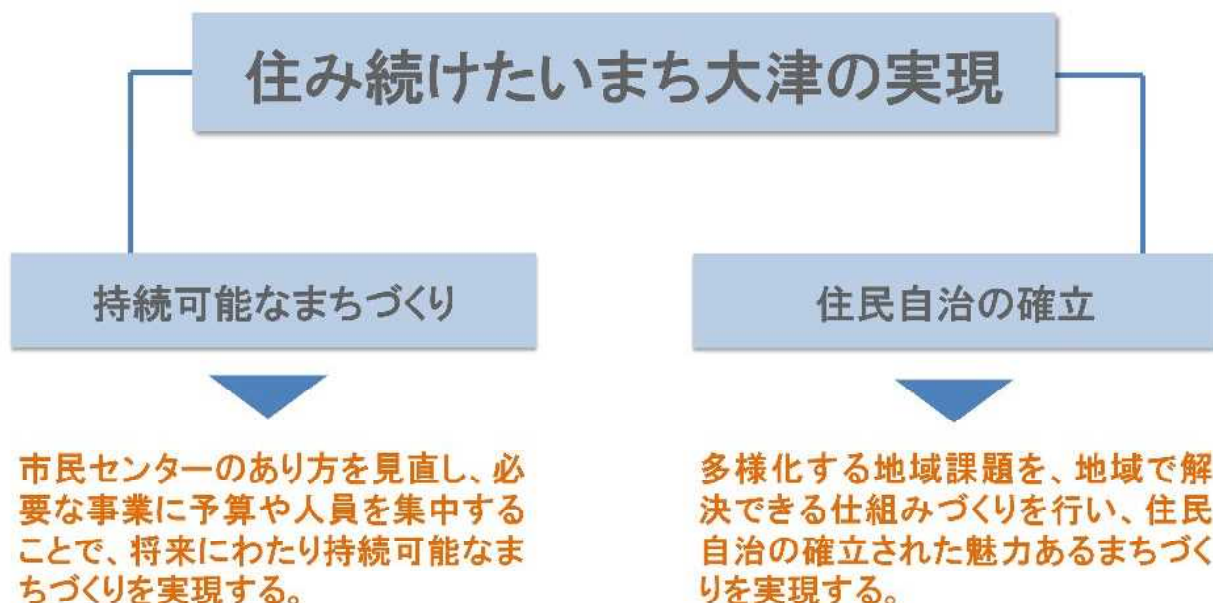 住み続けたいまち大津の実現
持続可能なまちづくり
住民自治の確立
市民センターのあり方を見直し、必
要な事業に予算や人員を集中する
ことで、将来にわたり持続可能なま
ちづくりを実現する。
多様化する地域課題を、地域で解
決できる仕組みづくりを行い、住民
自治の確立された魅力あるまちづく
りを実現する。